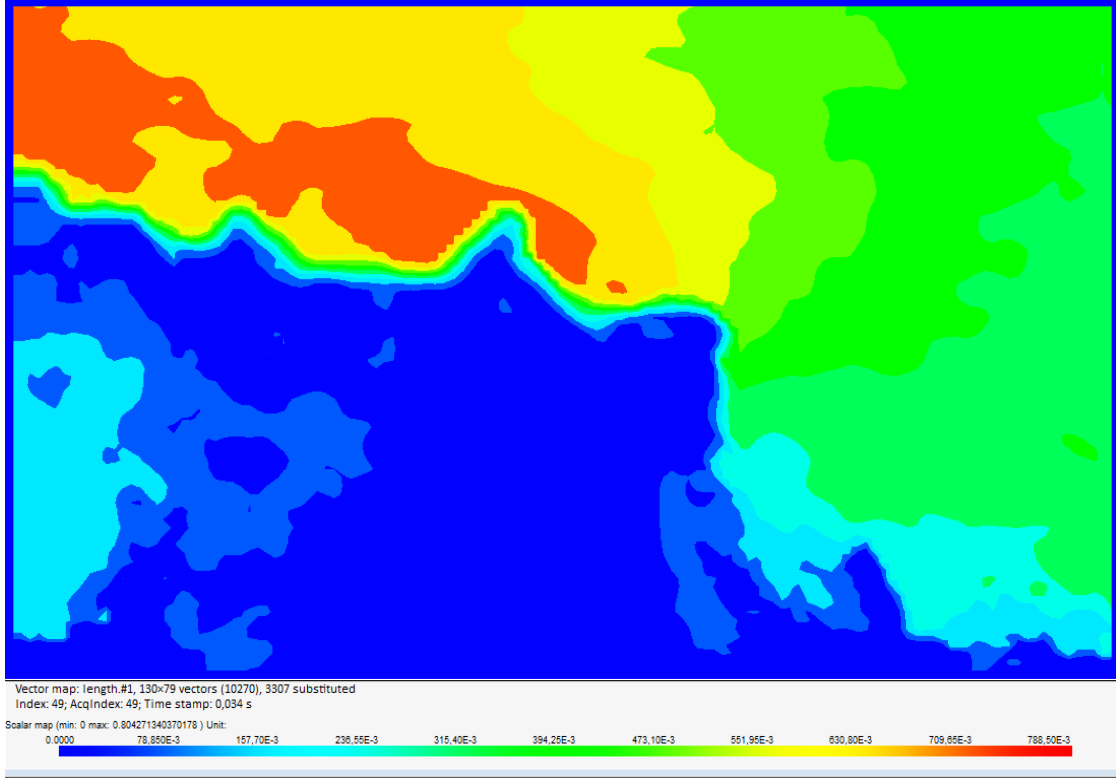 Vector map: length.#1, 130×79 vectors (10270), 3307 substituted
Index: 49; AcqIndex: 49; Time stamp: 0,034 s
Scalar map (min: 0 max: 0.804271340370178 ) Unit:
0.0000 78,850E-3 157,70E-3 236,55E-3 315,40E-3 394,25E-3 473,10E-3 551,95E-3 630,80E-3 709,65E-3 788,50E-3